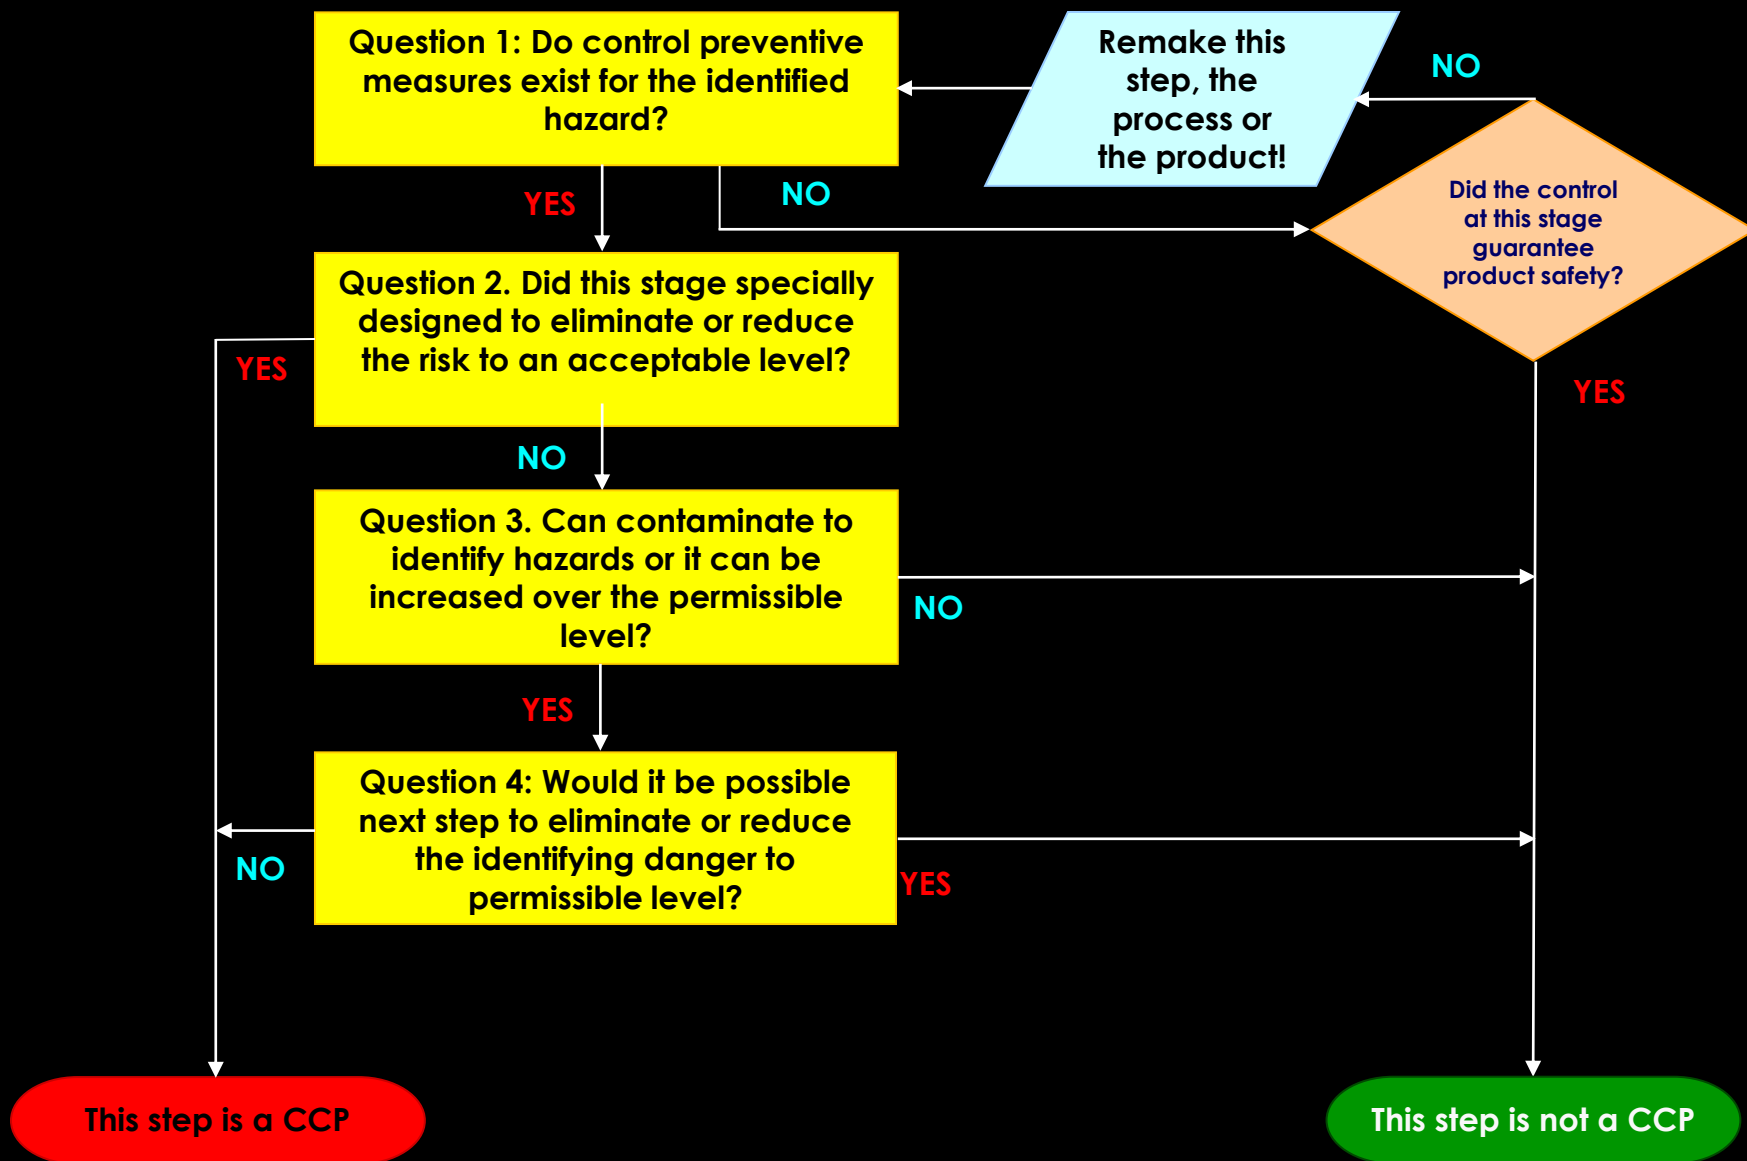 Question 1: Do control preventive
measures exist for the identified
hazard?
Remake this
step, the
process or
the product!
NO
YES
NO
Did the control
at this stage
guarantee
product safety?
Question 2. Did this stage specially
designed to eliminate or reduce
the risk to an acceptable level?
YES
YES
NO
Question 3. Can contaminate to
identify hazards or it can be
increased over the permissible
level?
NO
YES
Question 4: Would it be possible
next step to eliminate or reduce
the identifying danger to
permissible level?
NO
YES
This step is a CCP
This step is not a CCP